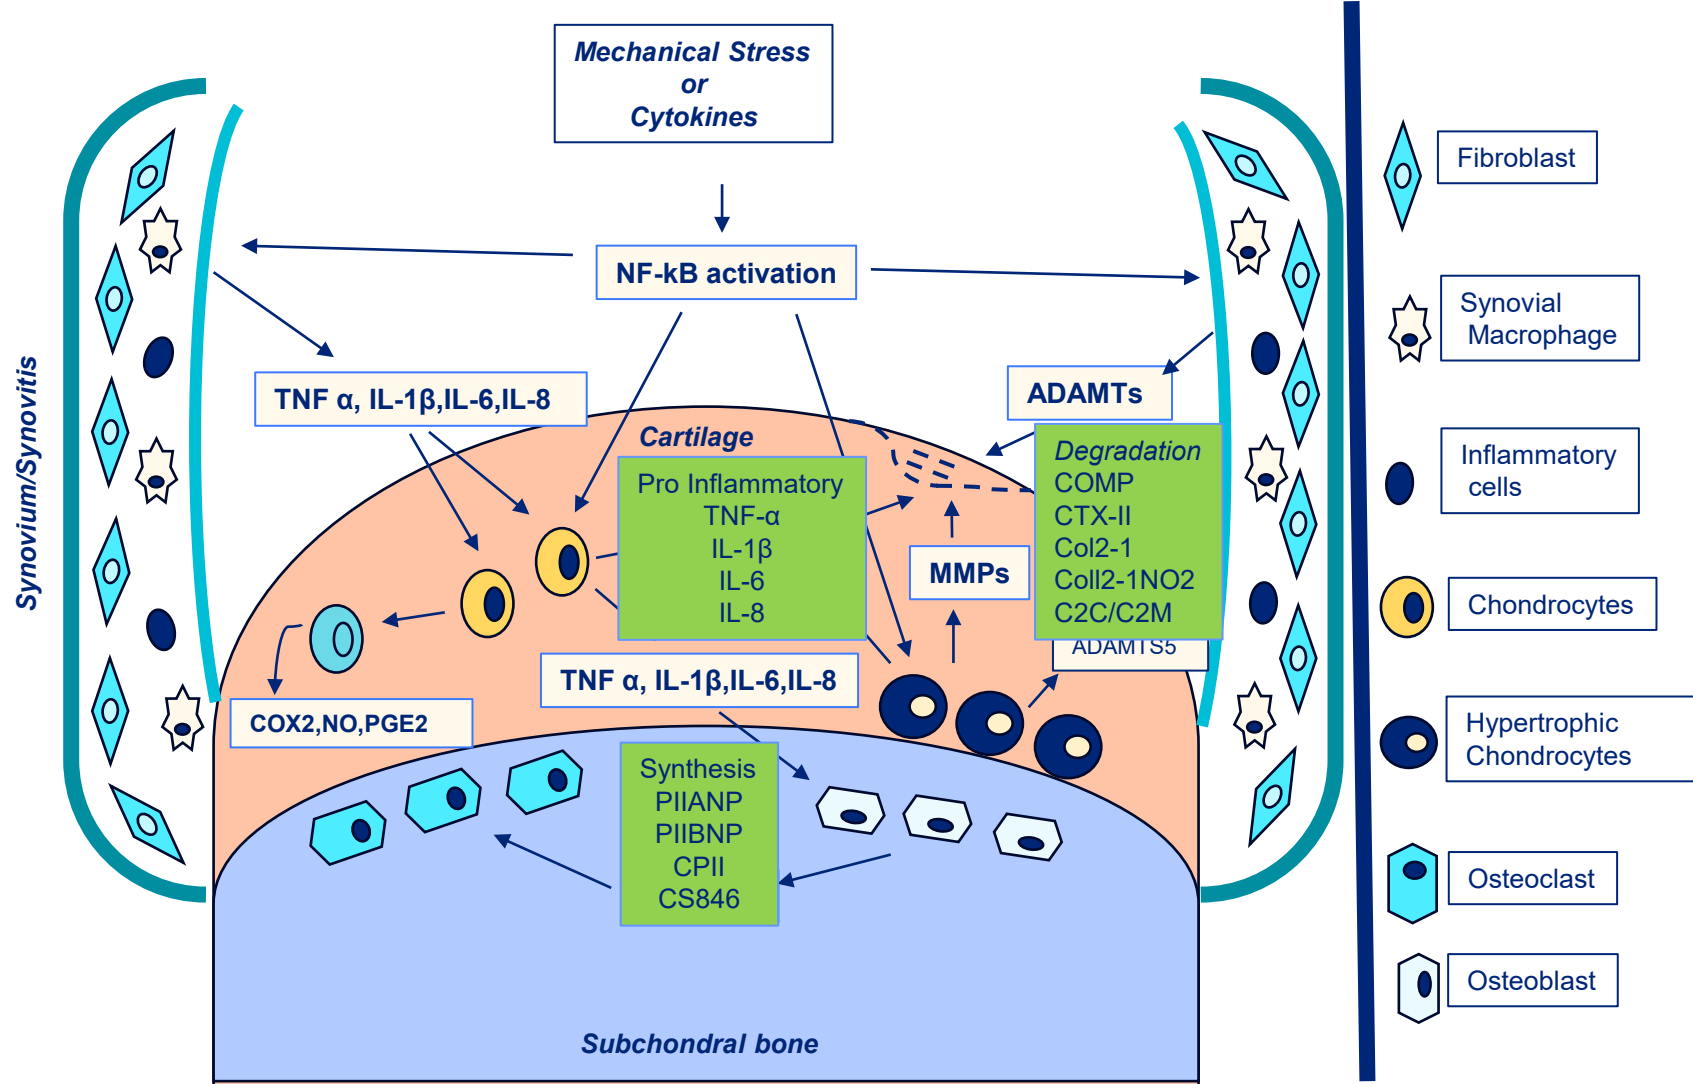 Mechanical Stress
or
Cytokines
NF-kB activation
TNF α, IL-1β,IL-6,IL-8
ADAMTs
Cartilage
Pro Inflammatory
TNF-α
IL-1β
IL-6
IL-8
MMPs
Degradation
COMP
CTX-II
Col2-1
Coll2-1NO2
C2C/C2M
ADAMTS5
TNF α, IL-1β,IL-6,IL-8
COX2,NO,PGE2
Synthesis
PIIANP
PIIBNP
CPII
CS846
Subchondral bone
Synovium/Synovitis
Fibroblast
Synovial
Macrophage
Inflammatory
cells
Chondrocytes
Hypertrophic
Chondrocytes
Osteoclast
Osteoblast